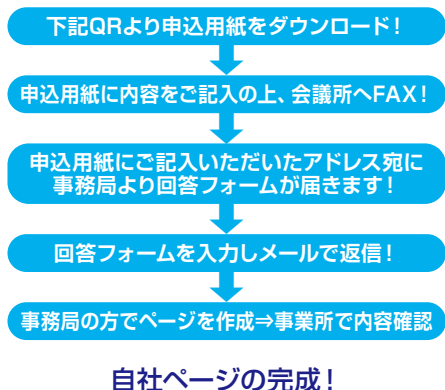 下記QRより申込用紙をダウンロード！
申込用紙に内容をご記入の上、会議所へFAX！
申込用紙にご記入いただいたアドレス宛に
事務局より回答フォームが届きます！
回答フォームを入力しメールで返信！
事務局の方でページを作成⇒事業所で内容確認
自社ページの完成！